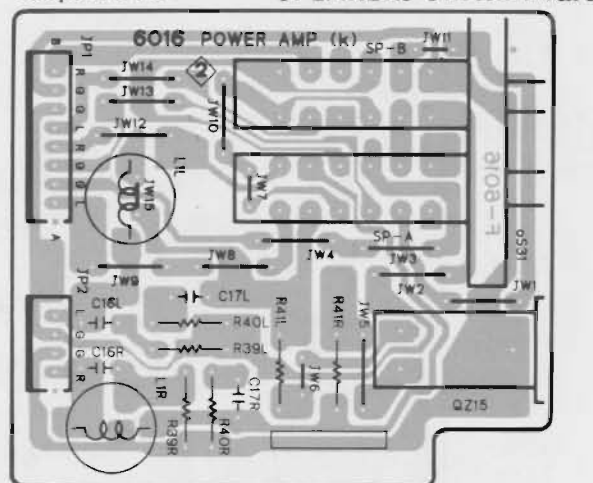 6016 POWER AMP (K)
2
B
JP1
R
G
G
L
R
G
G
L
A
JW14
JW13
JW12
JW10
SP-B
JW11
L1L
JW15
JW7
F-6016
0S31
SP-A
JW4
JW3
JW2
JW1
JW8
JW9
JP2
L
G
G
R
C16L
C17L
R40L
R39L
C16R
L1R
C17R
R39R
R40R
R41L
R41R
JW5
JW6
QZ15